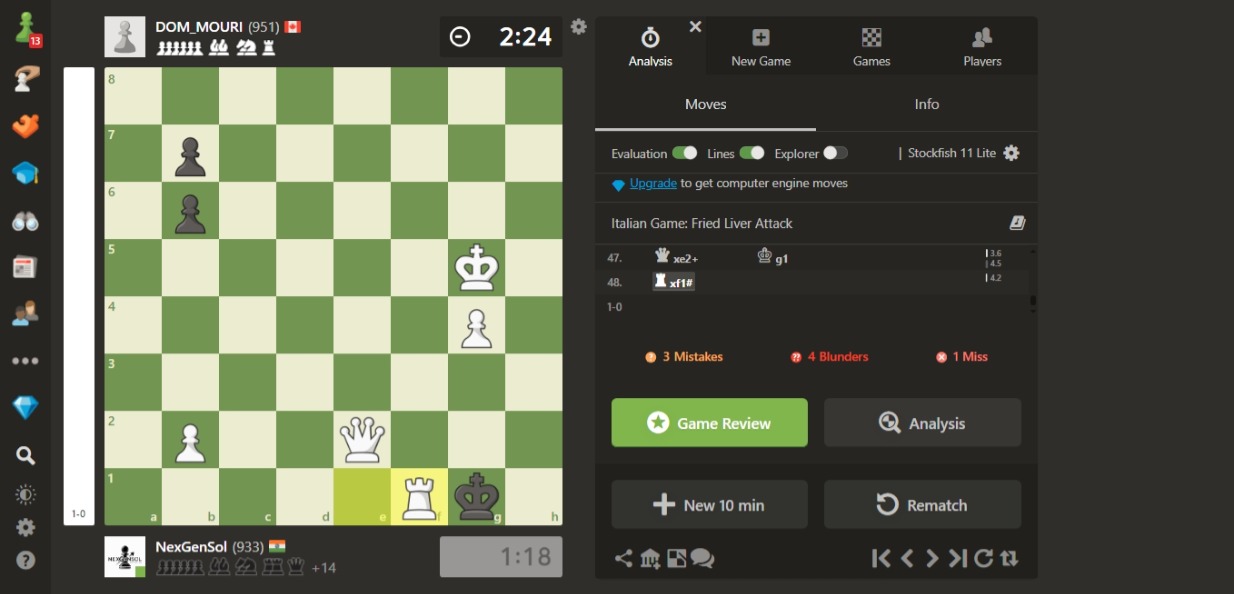 13
DOM_MOURI (951)
2:24
8
7
6
5
4
3
2
1
a b c d e f g h
1-0
NexGenSol (933)
+14
1:18
Analysis
New Game
Games
Players
Moves
Info
Evaluation
Lines
Explorer
| Stockfish 11 Lite
Upgrade to get computer engine moves
Italian Game: Fried Liver Attack
47. xe2+ g1 3.6
4.5
48. xf1# 4.2
1-0
3 Mistakes
4 Blunders
1 Miss
Game Review
Analysis
New 10 min
Rematch